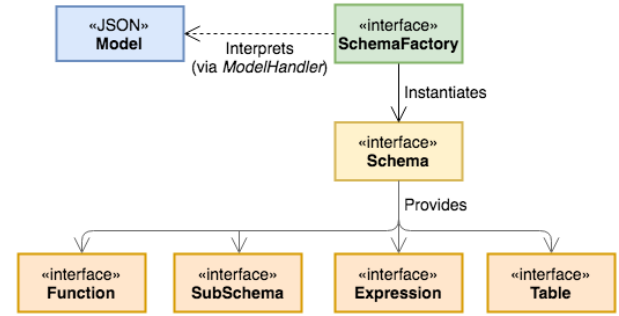 «JSON»
Model
Interprets
(via ModelHandler)
«interface»
SchemaFactory
Instantiates
«interface»
Schema
Provides
«interface»
Function
«interface»
SubSchema
«interface»
Expression
«interface»
Table